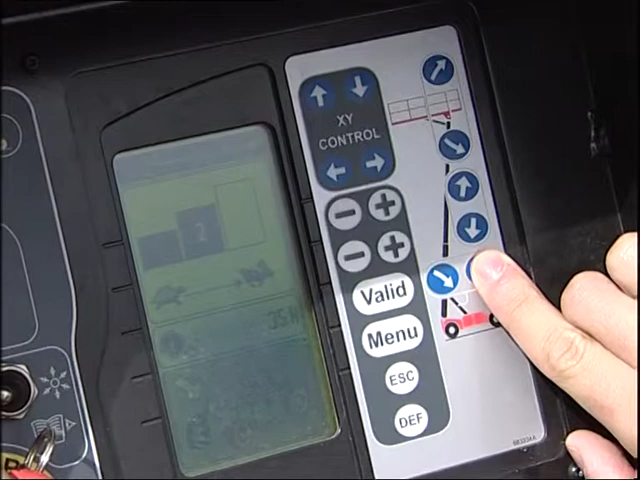 XY
CONTROL
Valid
Menu
ESC
DEF